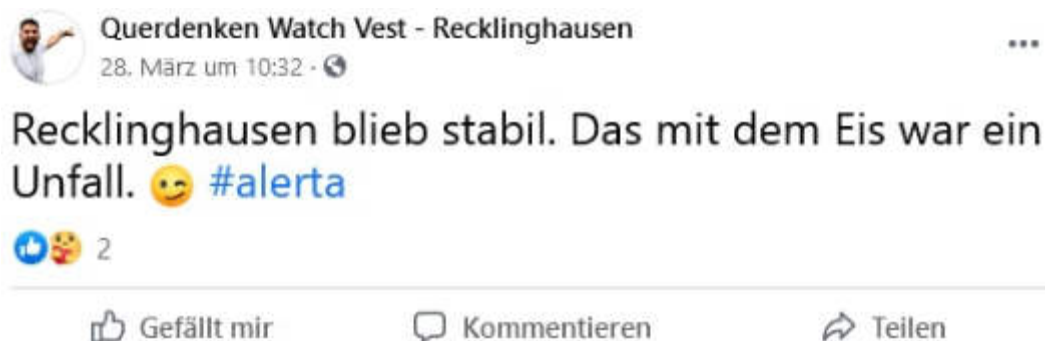 Querdenken Watch Vest - Recklinghausen
28. März um 10:32 ·
Recklinghausen blieb stabil. Das mit dem Eis war ein
Unfall. 😉 #alerta
2
Gefällt mir Kommentieren Teilen